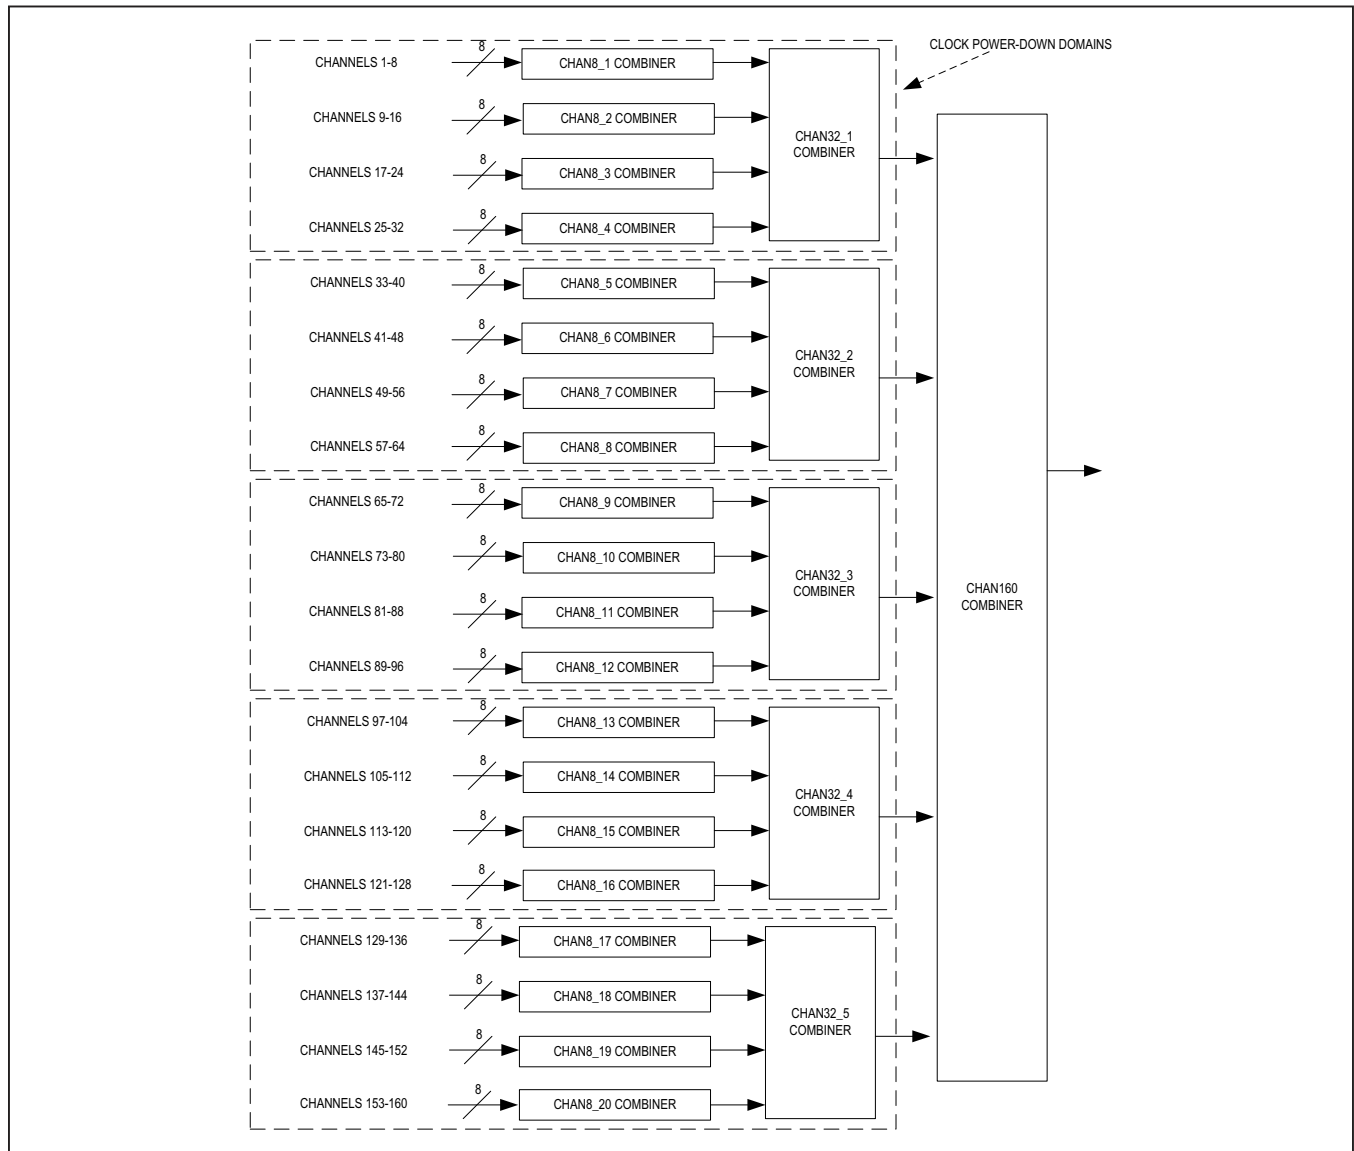 CLOCK POWER-DOWN DOMAINS
CHANNELS 1-8
8
CHAN8_1 COMBINER
CHANNELS 9-16
8
CHAN8_2 COMBINER
CHANNELS 17-24
8
CHAN8_3 COMBINER
CHANNELS 25-32
8
CHAN8_4 COMBINER
CHAN32_1
COMBINER
CHANNELS 33-40
8
CHAN8_5 COMBINER
CHANNELS 41-48
8
CHAN8_6 COMBINER
CHANNELS 49-56
8
CHAN8_7 COMBINER
CHANNELS 57-64
8
CHAN8_8 COMBINER
CHAN32_2
COMBINER
CHANNELS 65-72
8
CHAN8_9 COMBINER
CHANNELS 73-80
8
CHAN8_10 COMBINER
CHANNELS 81-88
8
CHAN8_11 COMBINER
CHANNELS 89-96
8
CHAN8_12 COMBINER
CHAN32_3
COMBINER
CHANNELS 97-104
8
CHAN8_13 COMBINER
CHANNELS 105-112
8
CHAN8_14 COMBINER
CHANNELS 113-120
8
CHAN8_15 COMBINER
CHANNELS 121-128
8
CHAN8_16 COMBINER
CHAN32_4
COMBINER
CHANNELS 129-136
8
CHAN8_17 COMBINER
CHANNELS 137-144
8
CHAN8_18 COMBINER
CHANNELS 145-152
8
CHAN8_19 COMBINER
CHANNELS 153-160
8
CHAN8_20 COMBINER
CHAN32_5
COMBINER
CHAN160
COMBINER